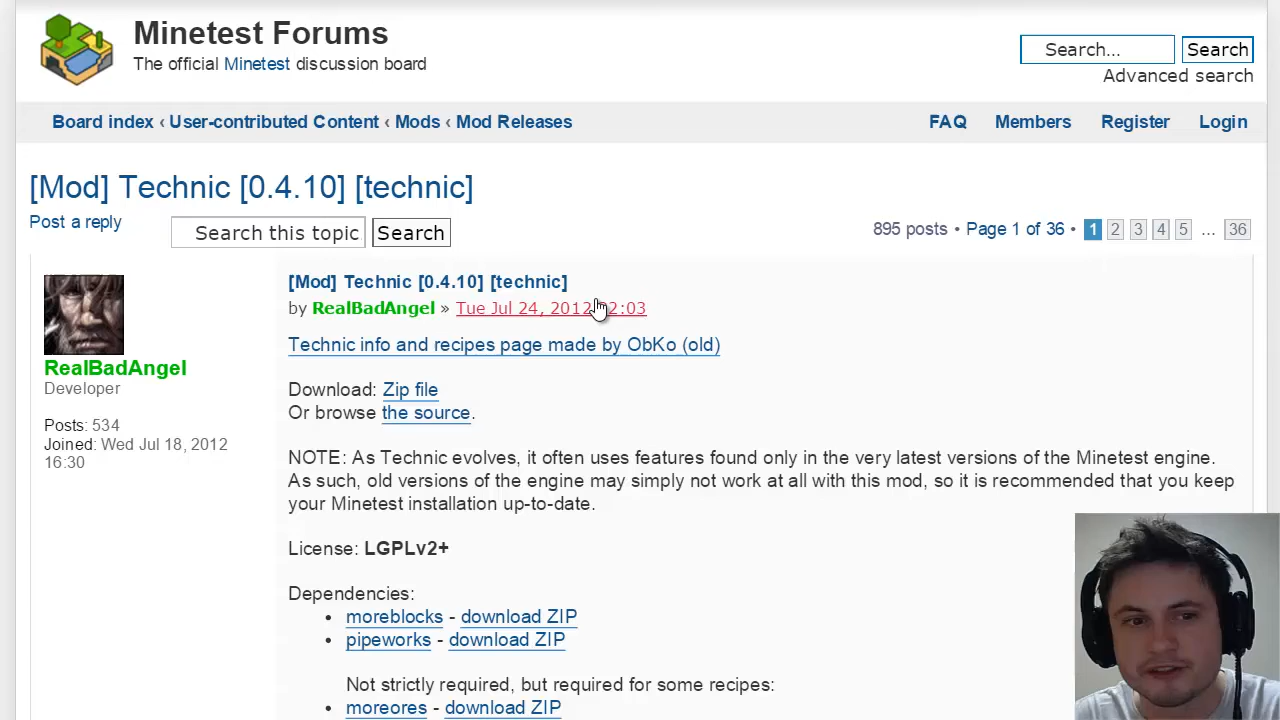 Minetest Forums
The official Minetest discussion board
Search...
Search
Advanced search
Board index ‹ User-contributed Content ‹ Mods ‹ Mod Releases
FAQ Members Register Login
[Mod] Technic [0.4.10] [technic]
Post a reply
Search this topic
Search
895 posts • Page 1 of 36 • 1 2 3 4 5 ... 36
RealBadAngel
Developer
Posts: 534
Joined: Wed Jul 18, 2012
16:30
[Mod] Technic [0.4.10] [technic]
by RealBadAngel » Tue Jul 24, 2012 2:03
Technic info and recipes page made by ObKo (old)
Download: Zip file
Or browse the source.
NOTE: As Technic evolves, it often uses features found only in the very latest versions of the Minetest engine.
As such, old versions of the engine may simply not work at all with this mod, so it is recommended that you keep
your Minetest installation up-to-date.
License: LGPLv2+
Dependencies:
• moreblocks - download ZIP
• pipeworks - download ZIP
Not strictly required, but required for some recipes:
• moreores - download ZIP